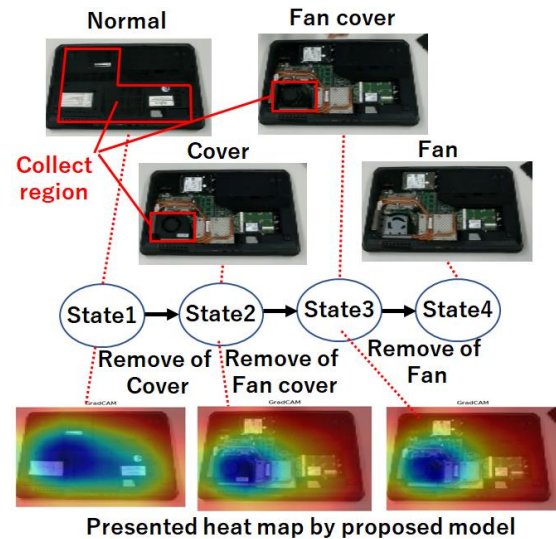 Normal
Fan cover
Collect
region
Cover
Fan
State1
State2
State3
State4
Remove of
Cover
Remove of
Fan cover
Remove of
Fan
GradCAM
GradCAM
GradCAM
Presented heat map by proposed model